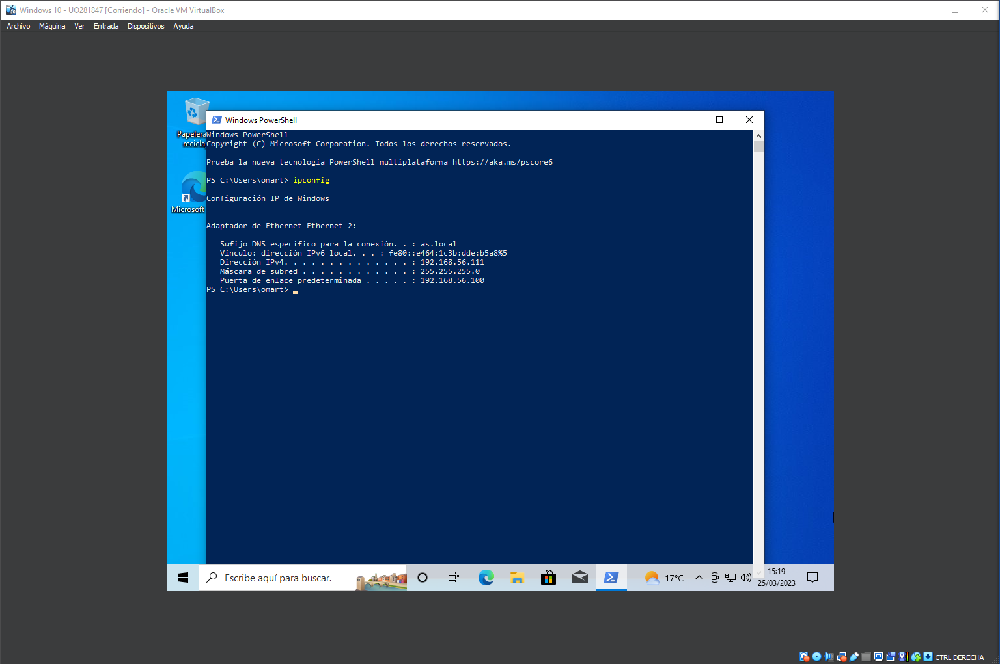 Windows 10 - UO281847 [Corriendo] - Oracle VM VirtualBox
Archivo Máquina Ver Entrada Dispositivos Ayuda
Papelera
recicla
Microsoft
Windows PowerShell
Windows PowerShell
Copyright (C) Microsoft Corporation. Todos los derechos reservados.
Prueba la nueva tecnología PowerShell multiplataforma https://aka.ms/pscore6
PS C:\Users\omart> ipconfig
Configuración IP de Windows
Adaptador de Ethernet Ethernet 2:
Sufijo DNS específico para la conexión. . : as.local
Vínculo: dirección IPv6 local. . . : fe80::e464:1c3b:dde:b5a8%5
Dirección IPv4. . . . . . . . . . . . . . : 192.168.56.111
Máscara de subred . . . . . . . . . . . . : 255.255.255.0
Puerta de enlace predeterminada . . . . . : 192.168.56.100
PS C:\Users\omart>
Escribe aquí para buscar.
17°C
15:19
25/03/2023
CTRL DERECHA